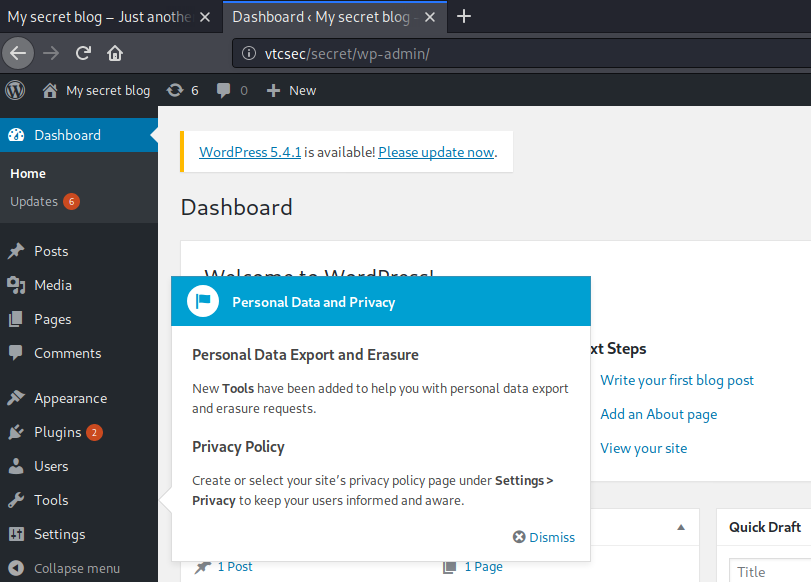 My secret blog – Just anothe
Dashboard ‹ My secret blog –
vtcsec/secret/wp-admin/
My secret blog 6 0 New
Dashboard
Home
Updates 6
Posts
Media
Pages
Comments
Appearance
Plugins 2
Users
Tools
Settings
Collapse menu
WordPress 5.4.1 is available! Please update now.
Dashboard
Welcome to WordPress!
Personal Data and Privacy
Personal Data Export and Erasure
New Tools have been added to help you with personal data export
and erasure requests.
Privacy Policy
Create or select your site's privacy policy page under Settings >
Privacy to keep your users informed and aware.
Dismiss
xt Steps
Write your first blog post
Add an About page
View your site
1 Post
1 Page
Quick Draft
Title